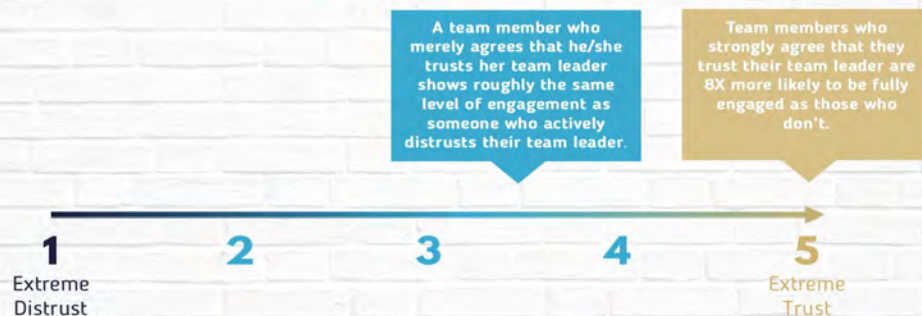 A team member who
merely agrees that he/she
trusts her team leader
shows roughly the same
level of engagement as
someone who actively
distrusts their team leader.
Team members who
strongly agree that they
trust their team leader are
8X more likely to be fully
engaged as those who
don't.
1
2
3
4
5
Extreme
Distrust
Extreme
Trust